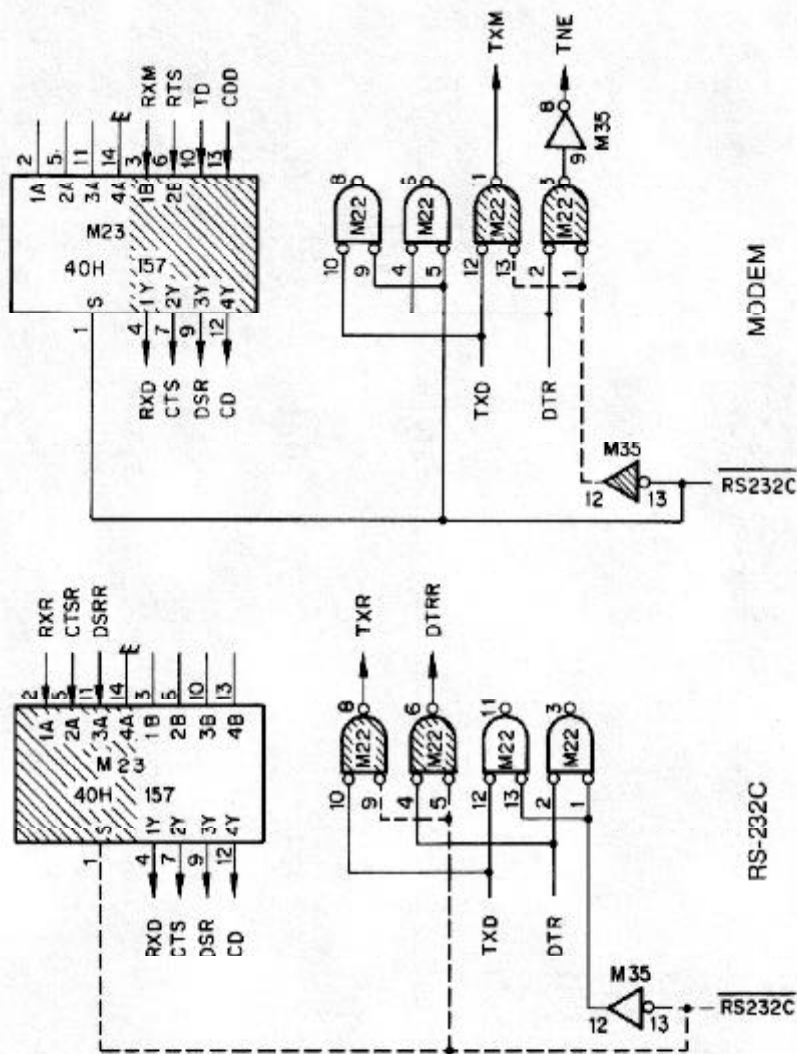 2
5
11
14
3
6
10
13
RXM
RTS
TD
CDD
1A
2A
3A
4A
1B
2B
M23
40H 157
S
1Y
2Y
3Y
4Y
1
4
7
9
12
RXD
CTS
DSR
CD
TXM
TNE
8
M35
9
8
6
1
3
M22
M22
M22
M22
10
9
4
5
12
13
2
1
TXD
DTR
M35
12
13
RS232C
MODEM
RXR
CTSR
DSRR
2
5
11
14
3
5
10
13
1A
2A
3A
4A
1B
2B
3B
4B
M23
40H 157
S
1Y
2Y
3Y
4Y
1
4
7
9
12
RXD
CTS
DSR
CD
TXR
DTRR
8
6
11
3
M22
M22
M22
M22
10
9
4
5
12
13
2
1
TXD
DTR
M35
12
13
RS232C
RS-232C